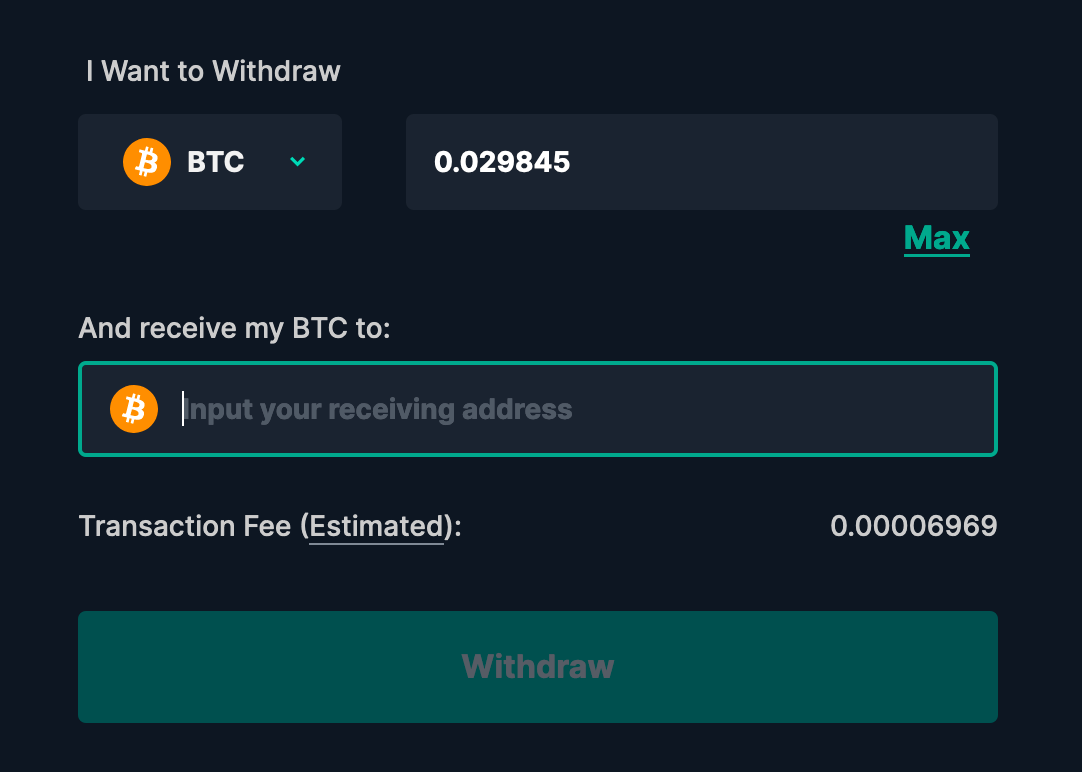 I Want to Withdraw
BTC 0.029845
Max
And receive my BTC to:
Input your receiving address
Transaction Fee (Estimated): 0.00006969
Withdraw